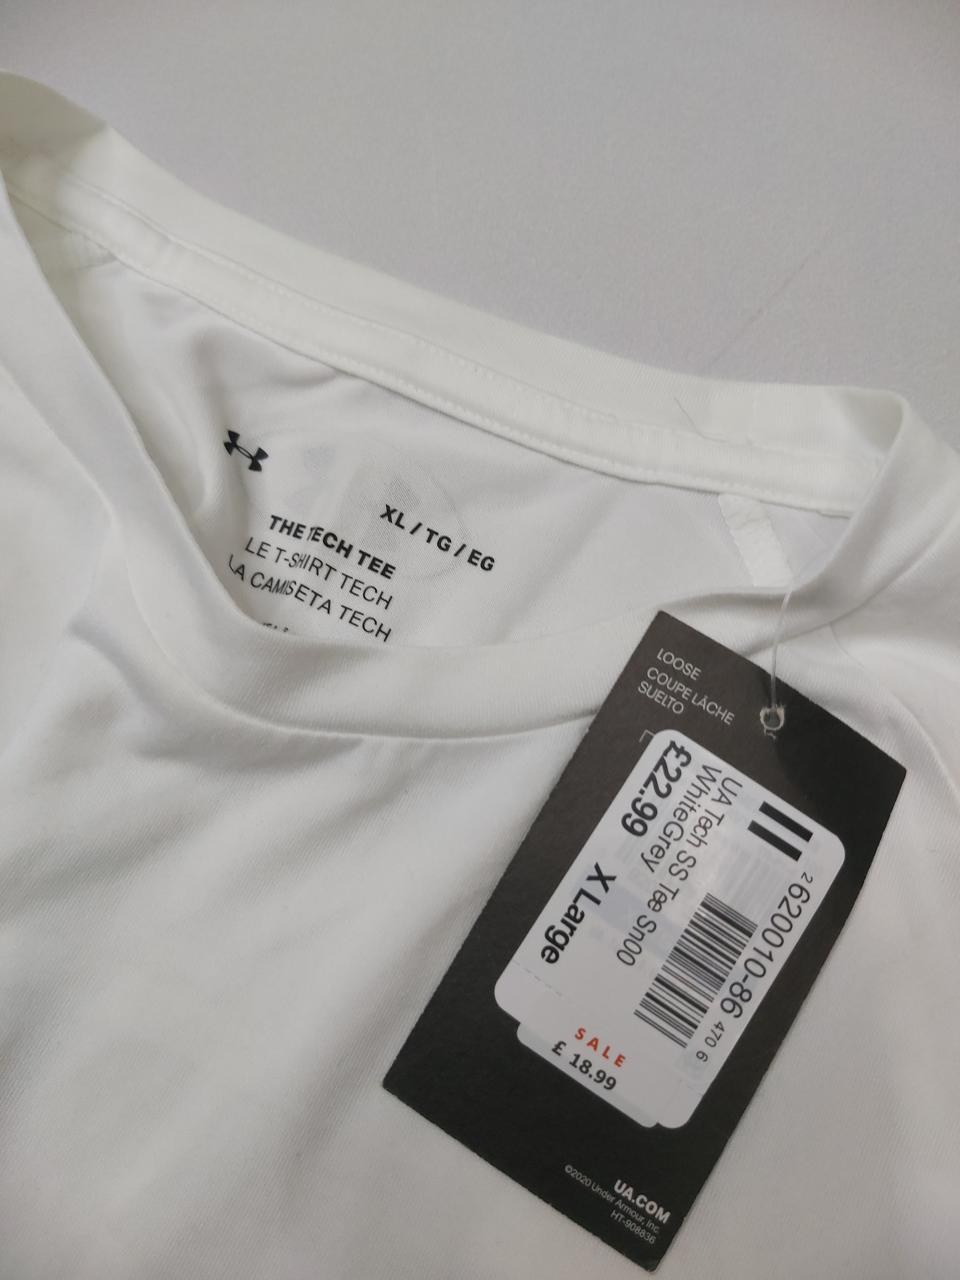 XL / TG / EG
THE TECH TEE
LE T-SHIRT TECH
LA CAMISETA TECH
LOOSE
COUPE LÂCHE
SUELTO
2 620010-86 470 6
UA Tech SS Tee Sn00
WhiteGrey
£22.99 X Large
SALE
£ 18.99
UA.COM
©2020 Under Armour, Inc.
HT-908836